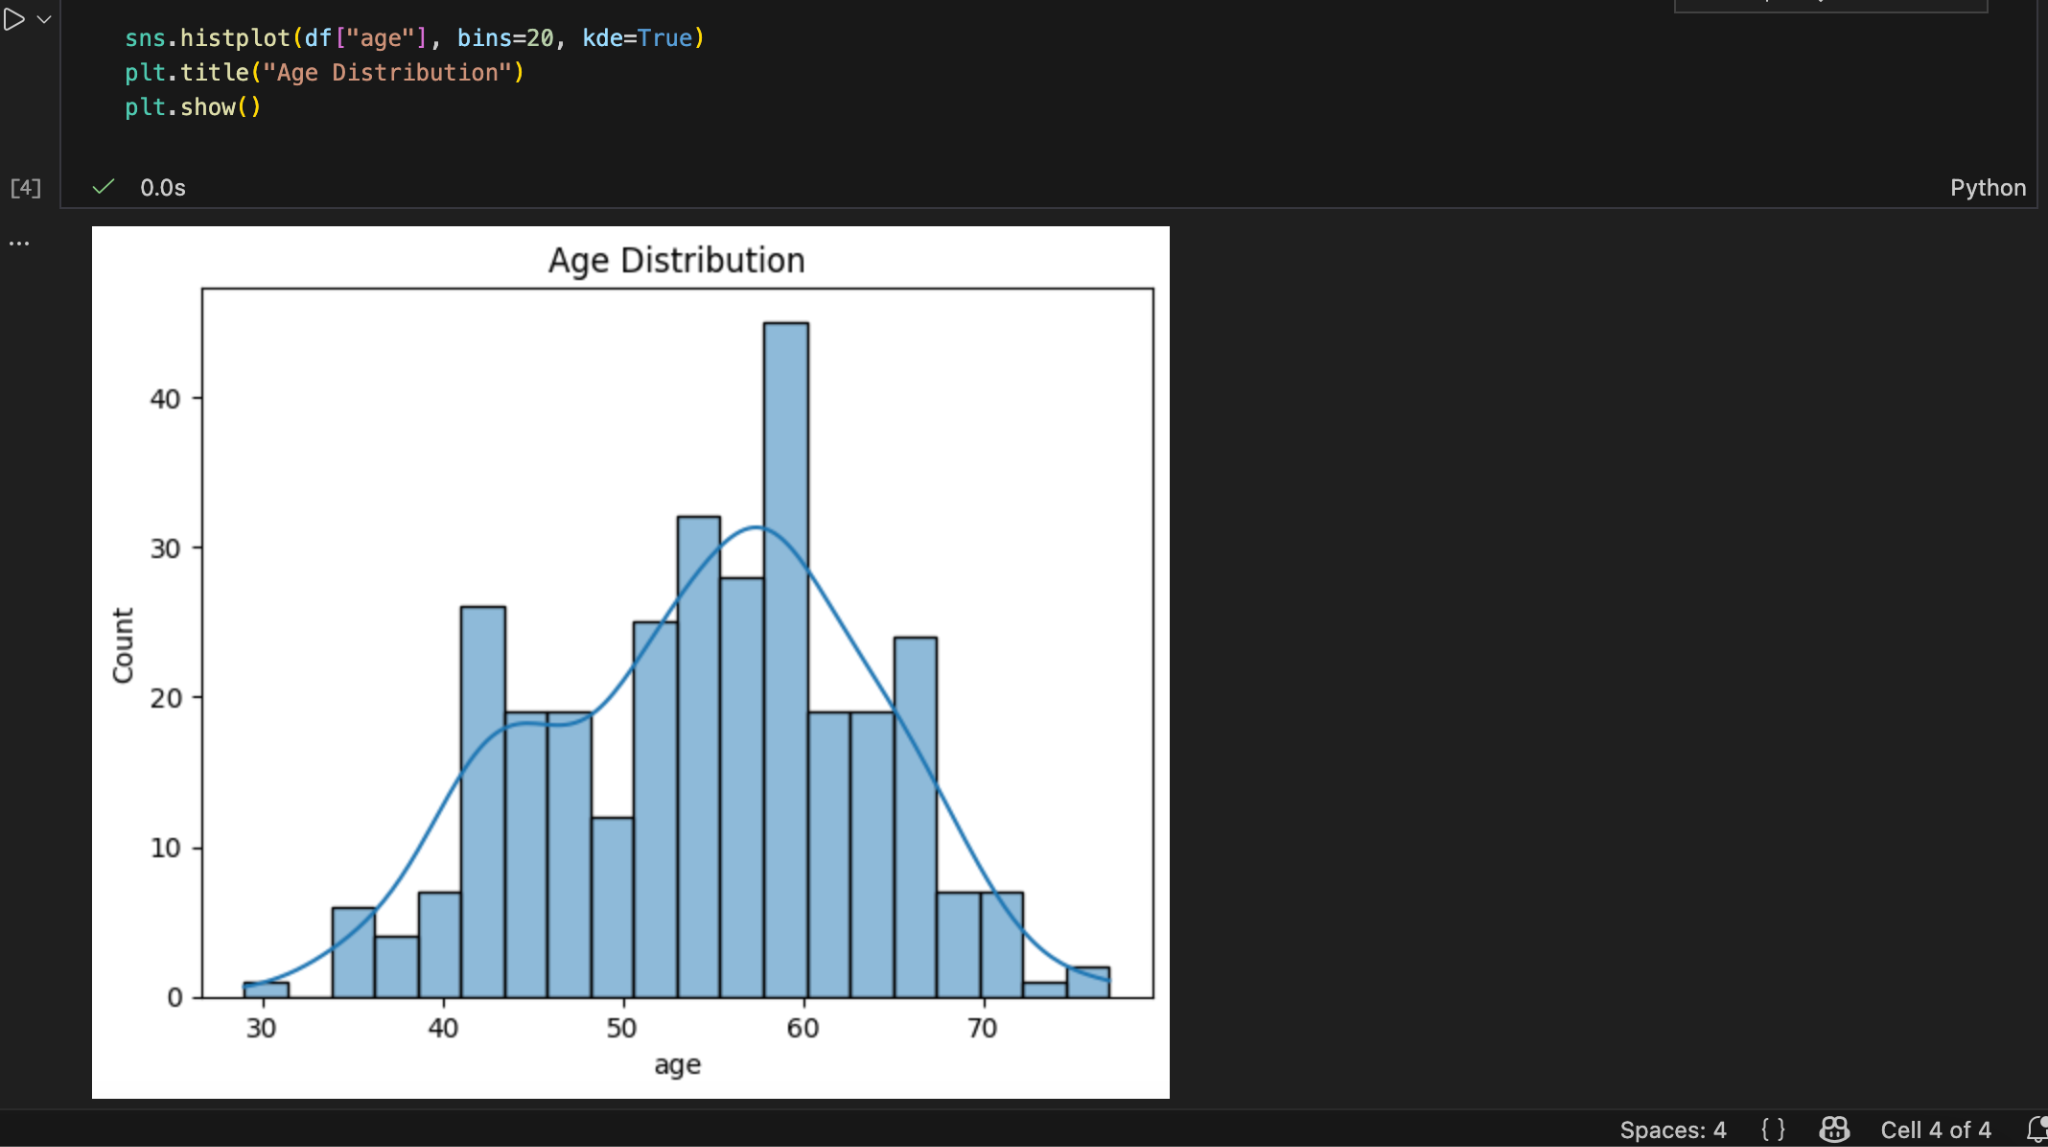 sns.histplot(df["age"], bins=20, kde=True)
plt.title("Age Distribution")
plt.show()
[4]
0.0s
Python
...
Age Distribution
40
30
20
10
0
Count
30 40 50 60 70
age
Spaces: 4 { } Cell 4 of 4